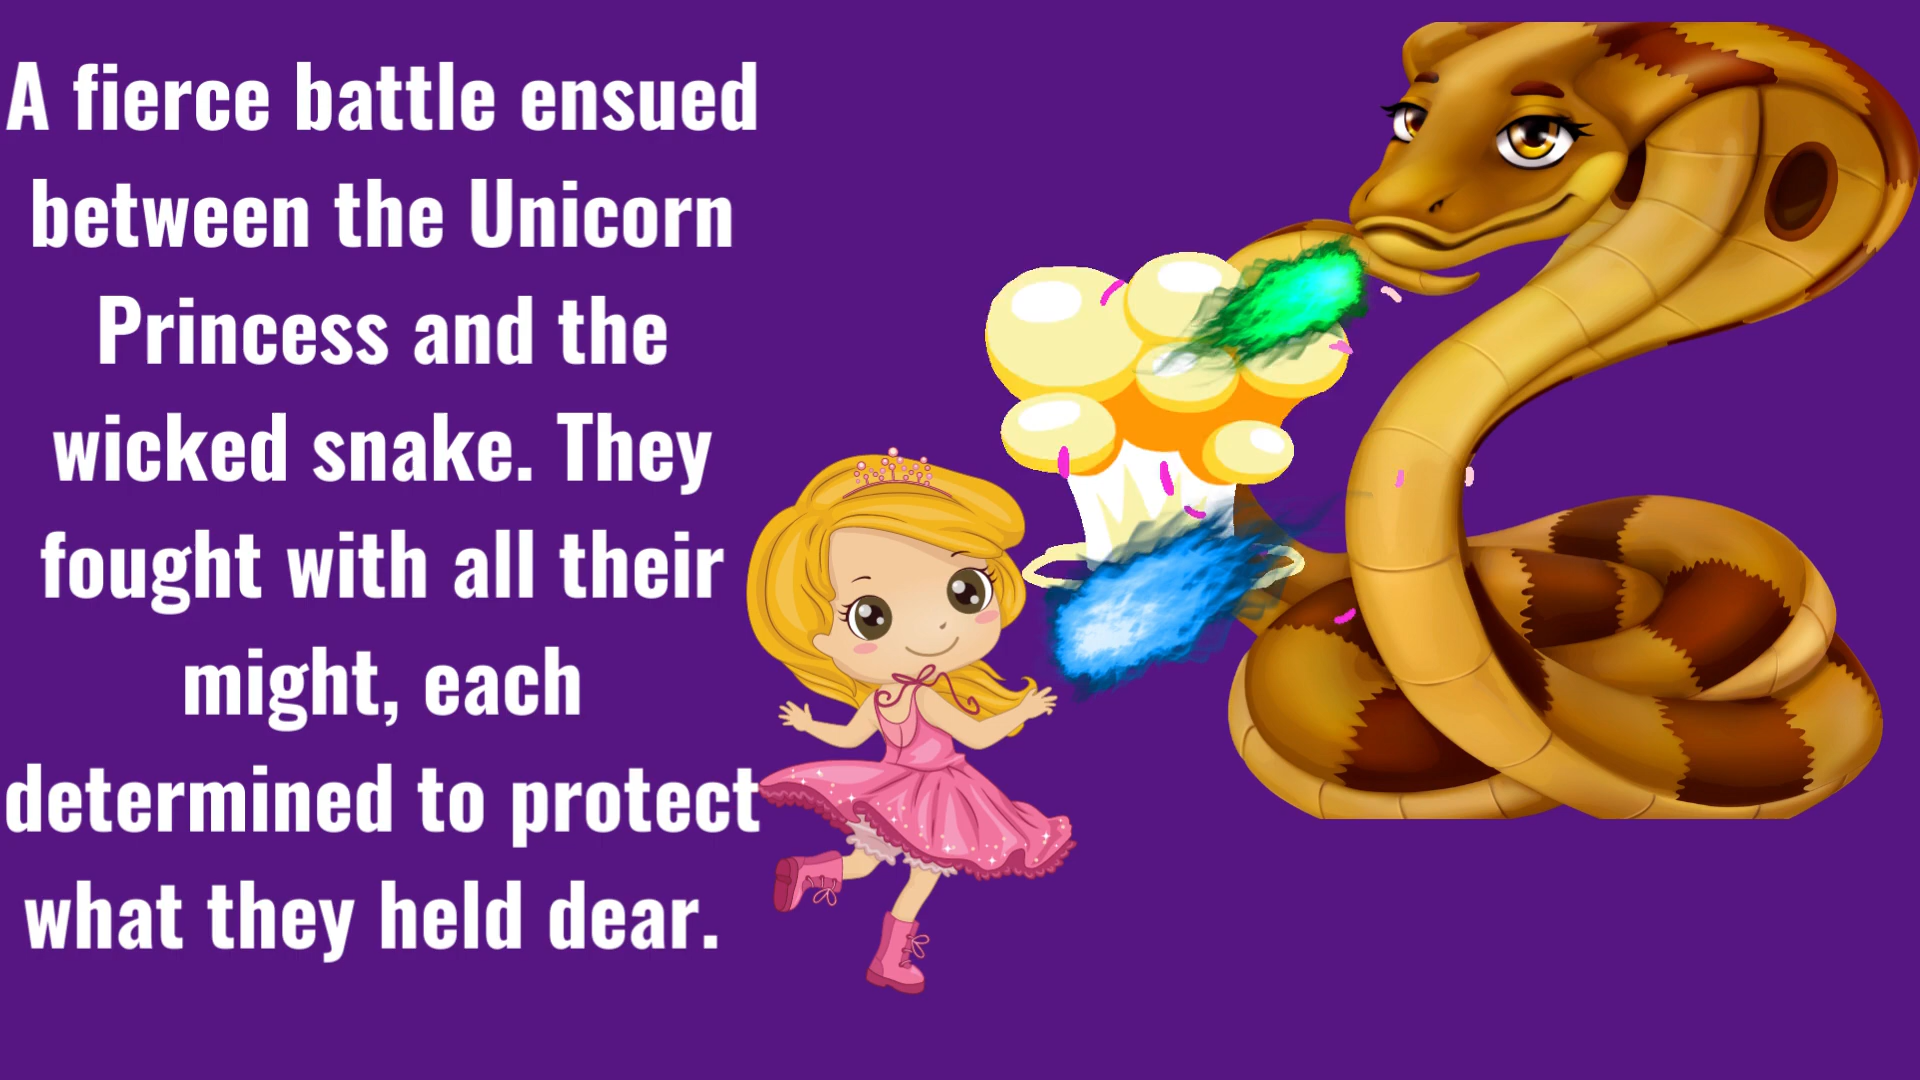 A fierce battle ensued
between the Unicorn
Princess and the
wicked snake. They
fought with all their
might, each
determined to protect
what they held dear.